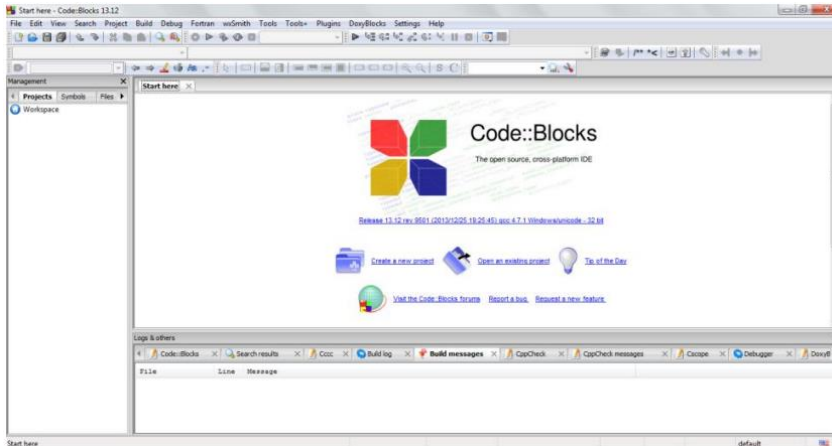 Start here - Code::Blocks 13.12
File Edit View Search Project Build Debug Fortran wxSmith Tools Tools+ Plugins DoxyBlocks Settings Help
Management
Start here
Projects Symbols Files
Workspace
Code::Blocks
The open source, cross-platform IDE
Release 13.12 rev 9501 (2013/12/25 19:25:45) gcc 4.7.1 Windows/unicode - 32 bit
Create a new project Open an existing project Tip of the Day
Visit the Code::Blocks forums Report a bug Request a new feature
Logs & others
Code::Blocks Search results Cccc Build log Build messages CppCheck CppCheck messages Cscope Debugger DoxyB
File Line Message
Start here default